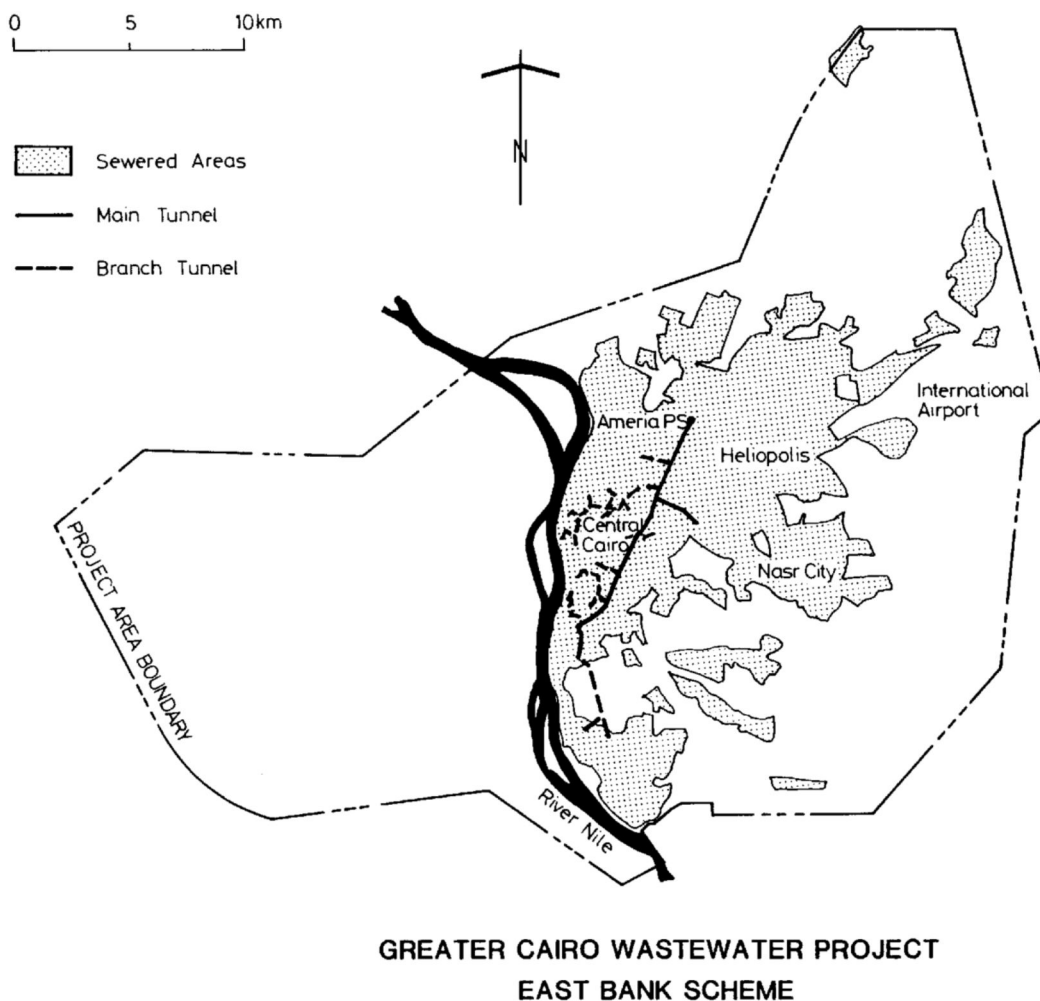 0 5 10km
N
Sewered Areas
Main Tunnel
Branch Tunnel
Ameria PS
International
Airport
Heliopolis
Central
Cairo
Nasr City
PROJECT AREA BOUNDARY
River Nile
GREATER CAIRO WASTEWATER PROJECT
EAST BANK SCHEME